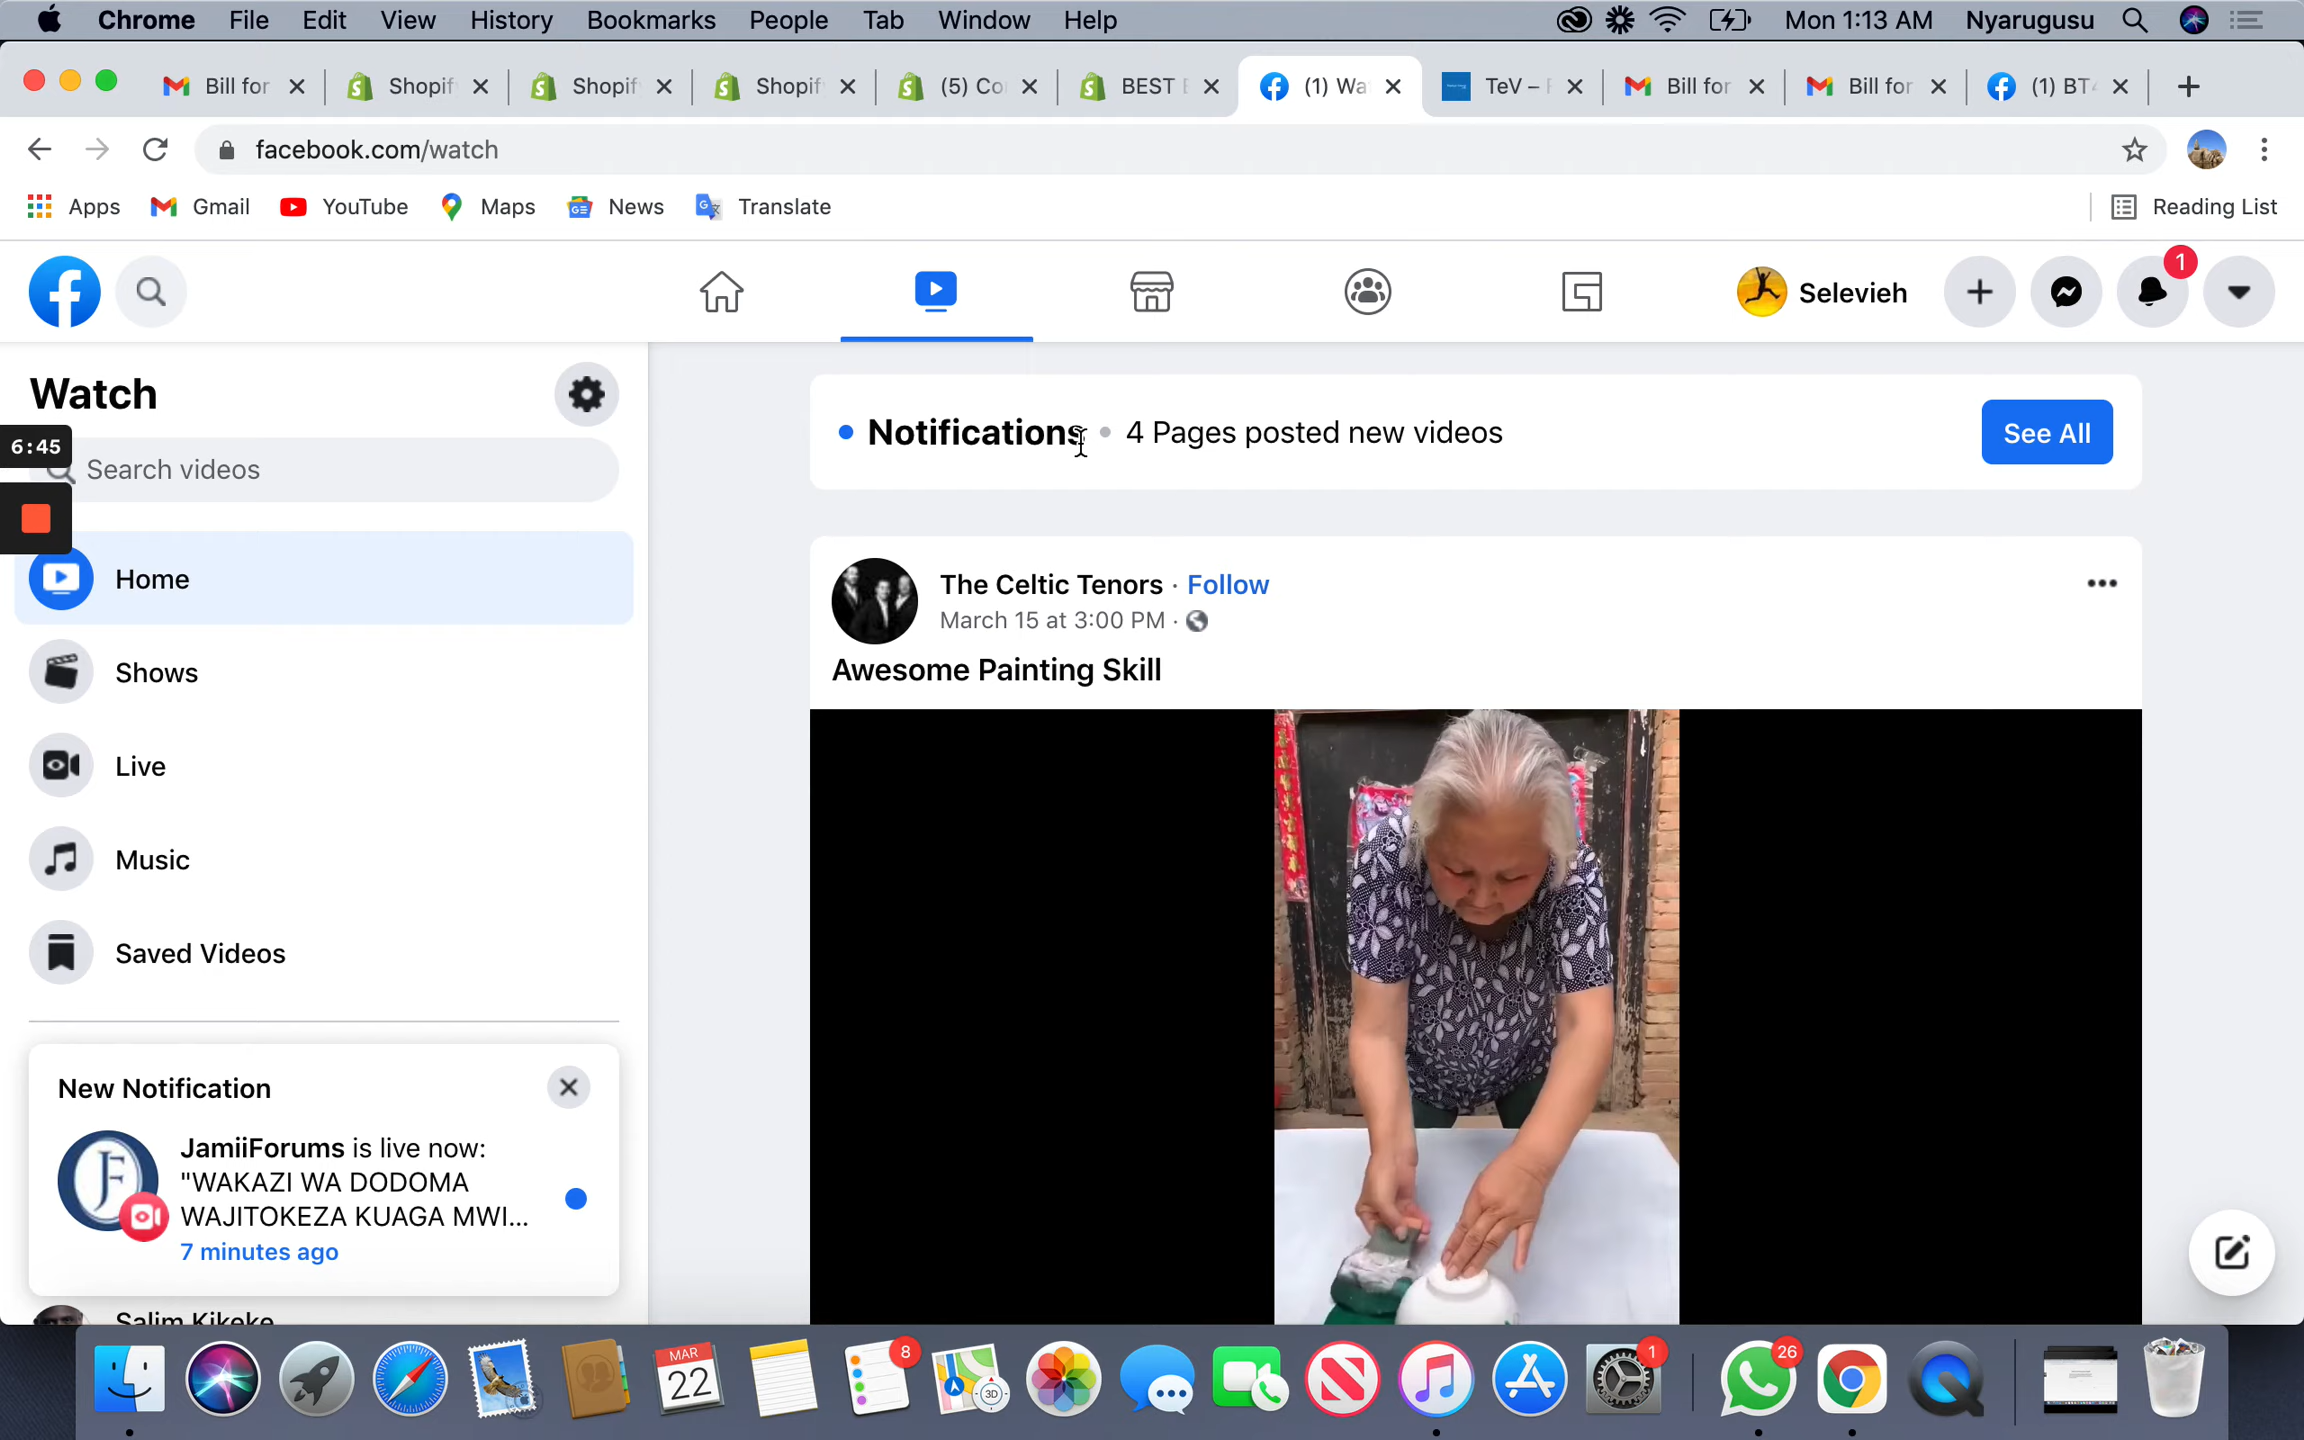 Chrome File Edit View History Bookmarks People Tab Window Help Mon 1:13 AM Nyarugusu
Bill for Shopif Shopif Shopif (5) Co BEST (1) Wa TeV – Bill for Bill for (1) BT
facebook.com/watch
Apps Gmail YouTube Maps News Translate Reading List
Selevieh 1
Watch
6:45
Search videos
Home
Shows
Live
Music
Saved Videos
New Notification
JamiiForums is live now:
"WAKAZI WA DODOMA
WAJITOKEZA KUAGA MWI...
7 minutes ago
Salim Kikeke
Notifications • 4 Pages posted new videos See All
The Celtic Tenors · Follow
March 15 at 3:00 PM ·
Awesome Painting Skill
MAR
22
8
3D
1
26